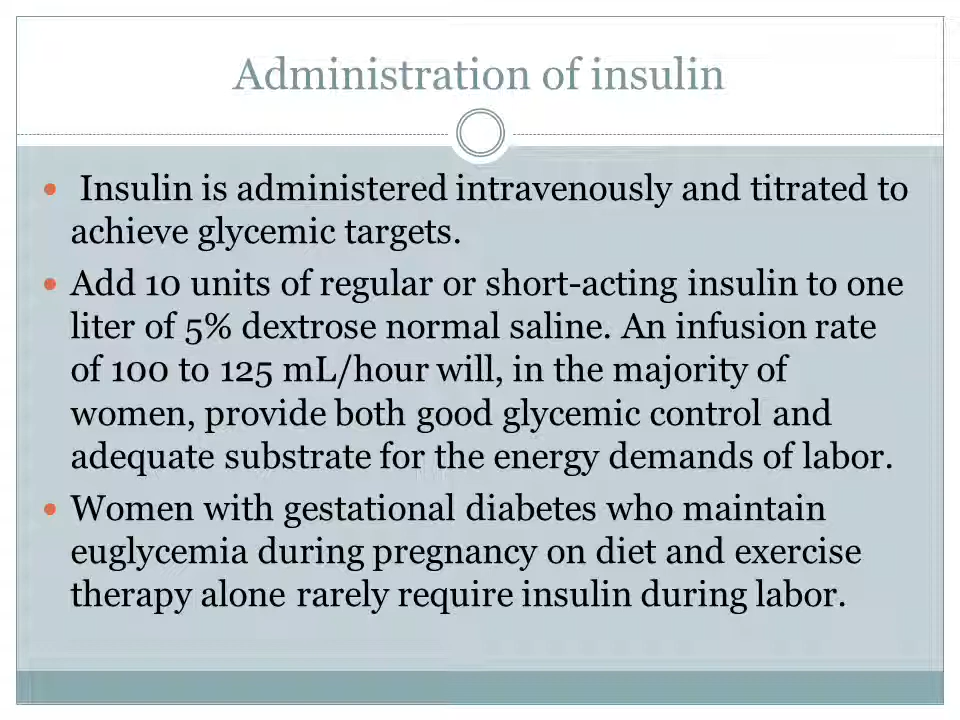 Administration of insulin
• Insulin is administered intravenously and titrated to
achieve glycemic targets.
• Add 10 units of regular or short-acting insulin to one
liter of 5% dextrose normal saline. An infusion rate
of 100 to 125 mL/hour will, in the majority of
women, provide both good glycemic control and
adequate substrate for the energy demands of labor.
• Women with gestational diabetes who maintain
euglycemia during pregnancy on diet and exercise
therapy alone rarely require insulin during labor.